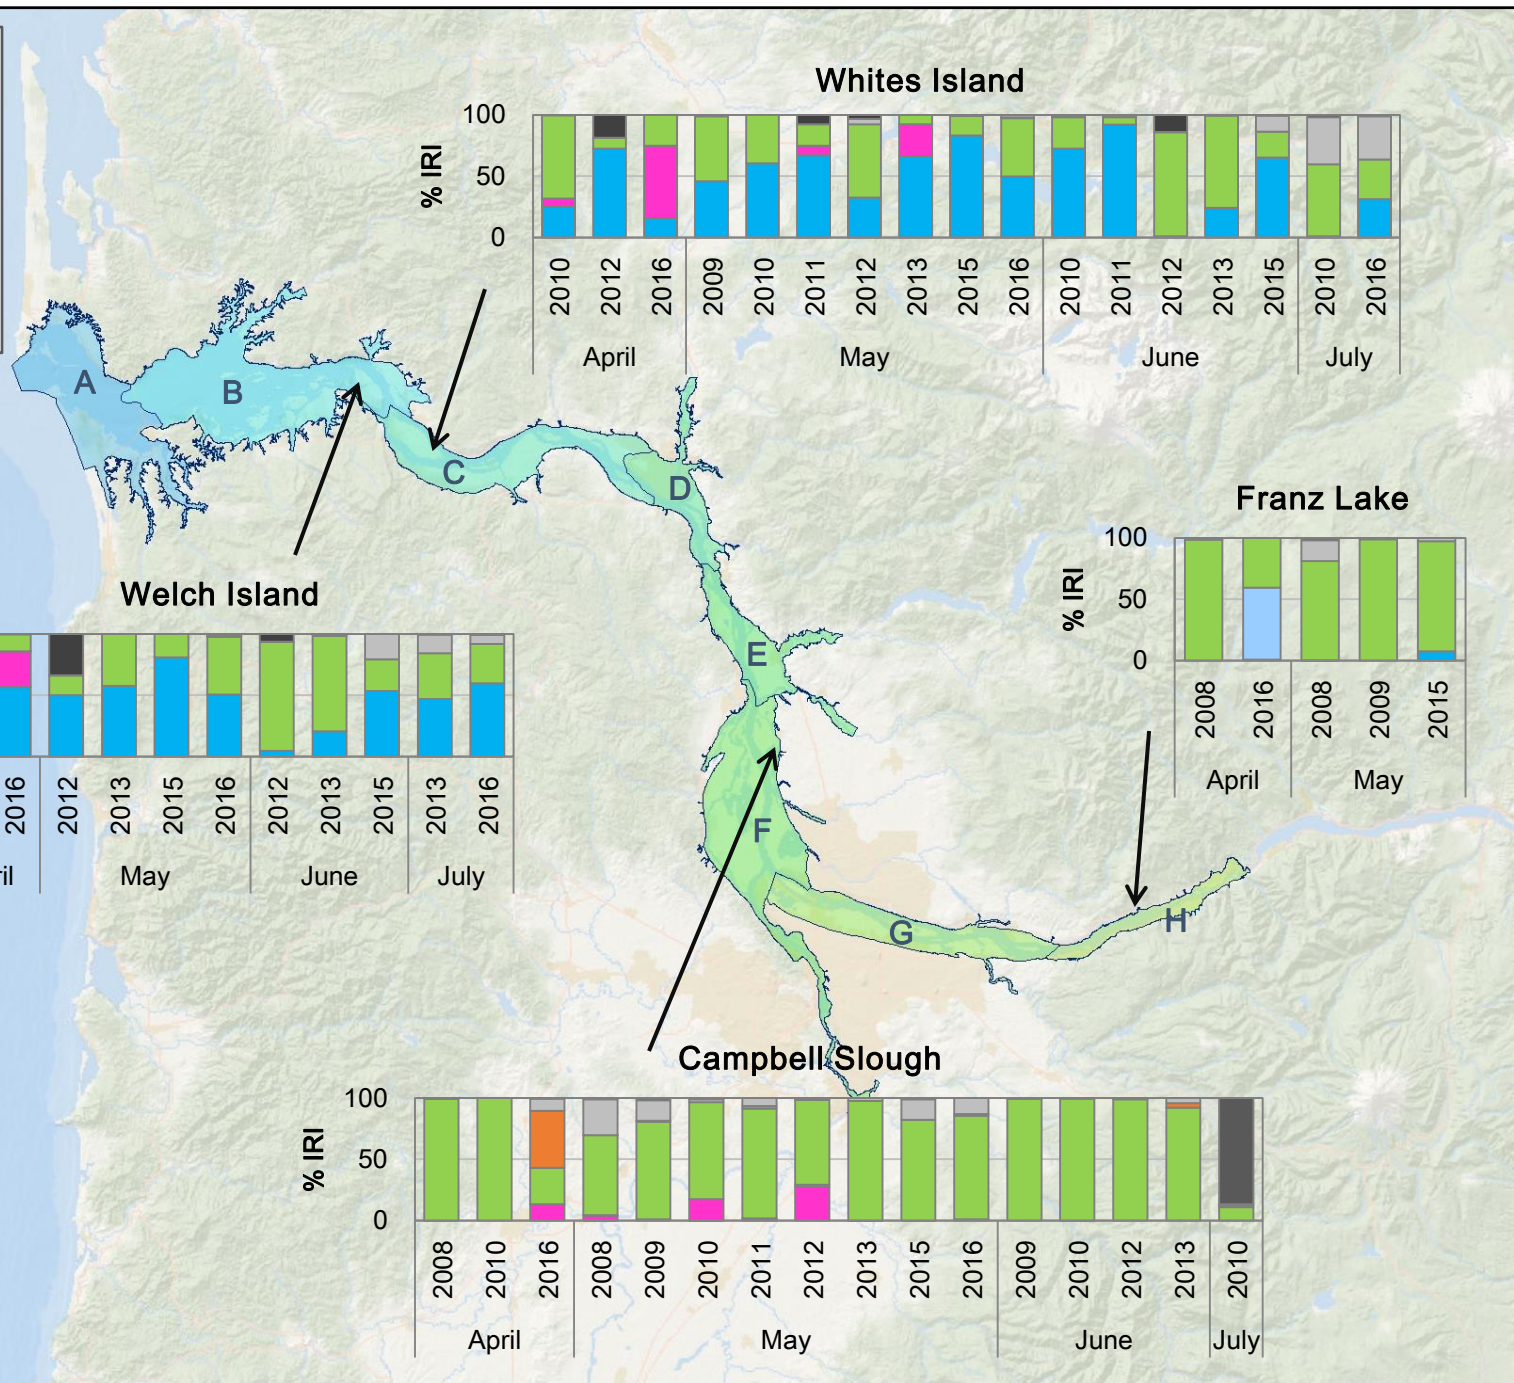 Whites Island
% IRI
100
50
0
2010 2012 2016 2009 2010 2011 2012 2013 2015 2016 2010 2011 2012 2013 2015 2010 2016
April May June July
A B C D E F G H
Franz Lake
% IRI
100
50
0
2008 2016 2008 2009 2015
April May
Welch Island
2016 2012 2013 2015 2016 2012 2013 2015 2013 2016
il May June July
Campbell Slough
% IRI
100
50
0
2008 2010 2016 2008 2009 2010 2011 2012 2013 2015 2016 2009 2010 2012 2013 2010
April May June July